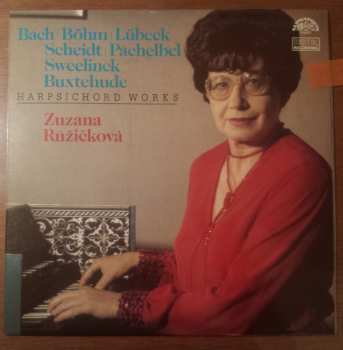 Bach/Böhm/Lübeck
Scheidt/Pachelbel
Sweelinck
Buxtehude
HARPSICHORD WORKS
Zuzana
Růžičková